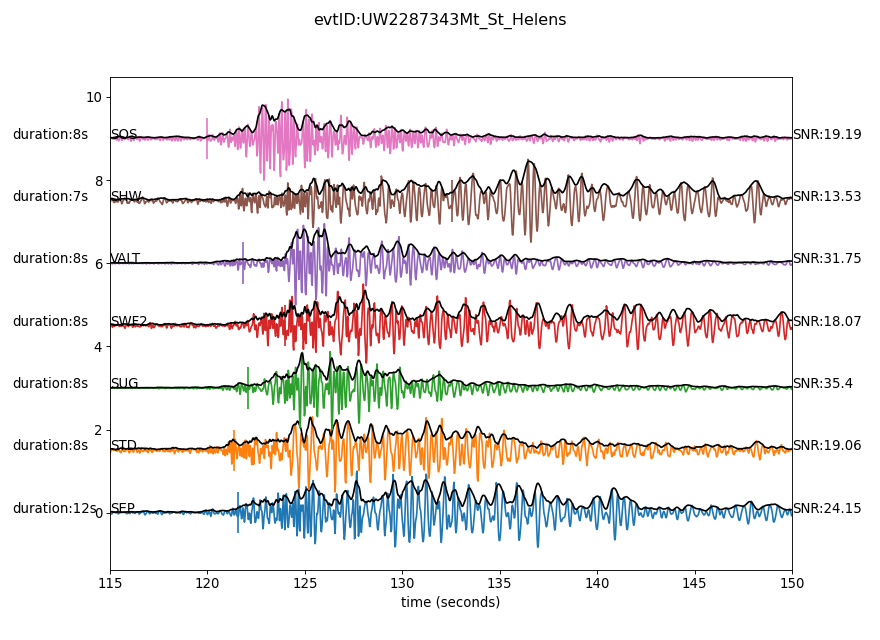 evtID:UW2287343Mt_St_Helens
10
duration:8s SOS SNR:19.19
8
duration:7s SHW SNR:13.53
duration:8s VALT SNR:31.75
6
duration:8s SWF2 SNR:18.07
4
duration:8s SUG SNR:35.4
2
duration:8s STD SNR:19.06
duration:12s SEP SNR:24.15
0
115 120 125 130 135 140 145 150
time (seconds)